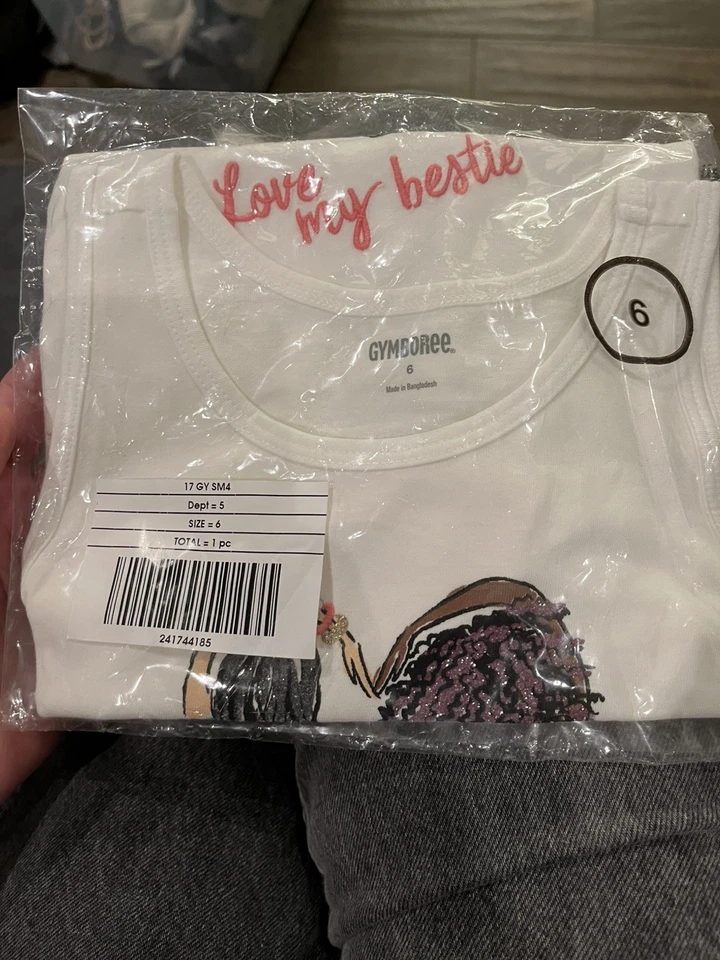 Love my bestie
6
GYMBOREE
6
Made in Bangladesh
17 GY SM4
Dept = 5
SIZE = 6
TOTAL = 1 pc
241744185